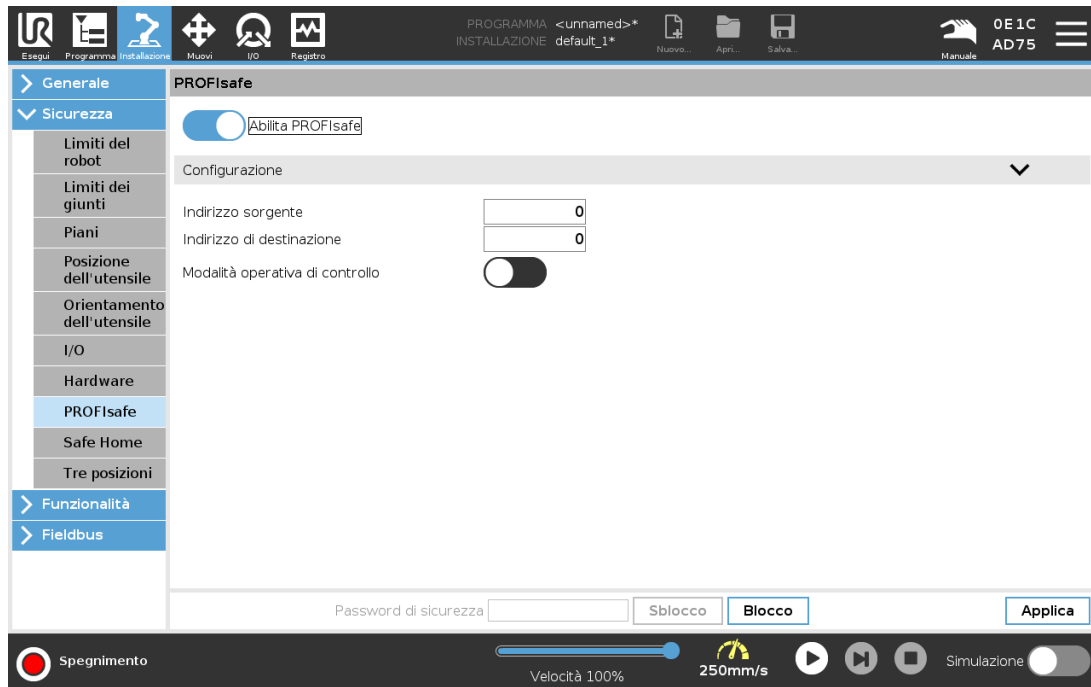 PROGRAMMA <unnamed>*
INSTALLAZIONE default_1*
Esegui
Programma
Installazione
Muovi
I/O
Registro
Nuovo...
Apri...
Salva...
Manuale
0E1C
AD75
Generale
Sicurezza
Limiti del
robot
Limiti dei
giunti
Piani
Posizione
dell'utensile
Orientamento
dell'utensile
I/O
Hardware
PROFIsafe
Safe Home
Tre posizioni
Funzionalità
Fieldbus
PROFIsafe
Abilita PROFIsafe
Configurazione
Indirizzo sorgente 0
Indirizzo di destinazione 0
Modalità operativa di controllo
Password di sicurezza Sblocco Blocco Applica
Spegnimento
Velocità 100%
250mm/s
Simulazione